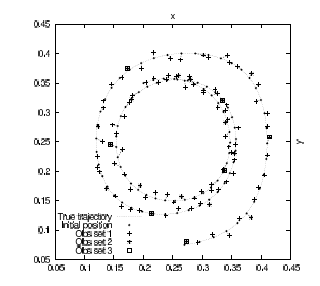 x
0.45
0.4
0.35
0.3
0.25
0.2
0.15
0.1
0.05
y
True trajectory
Initial position
Obs set 1
Obs set 2
Obs set 3
0.05 0.1 0.15 0.2 0.25 0.3 0.35 0.4 0.45